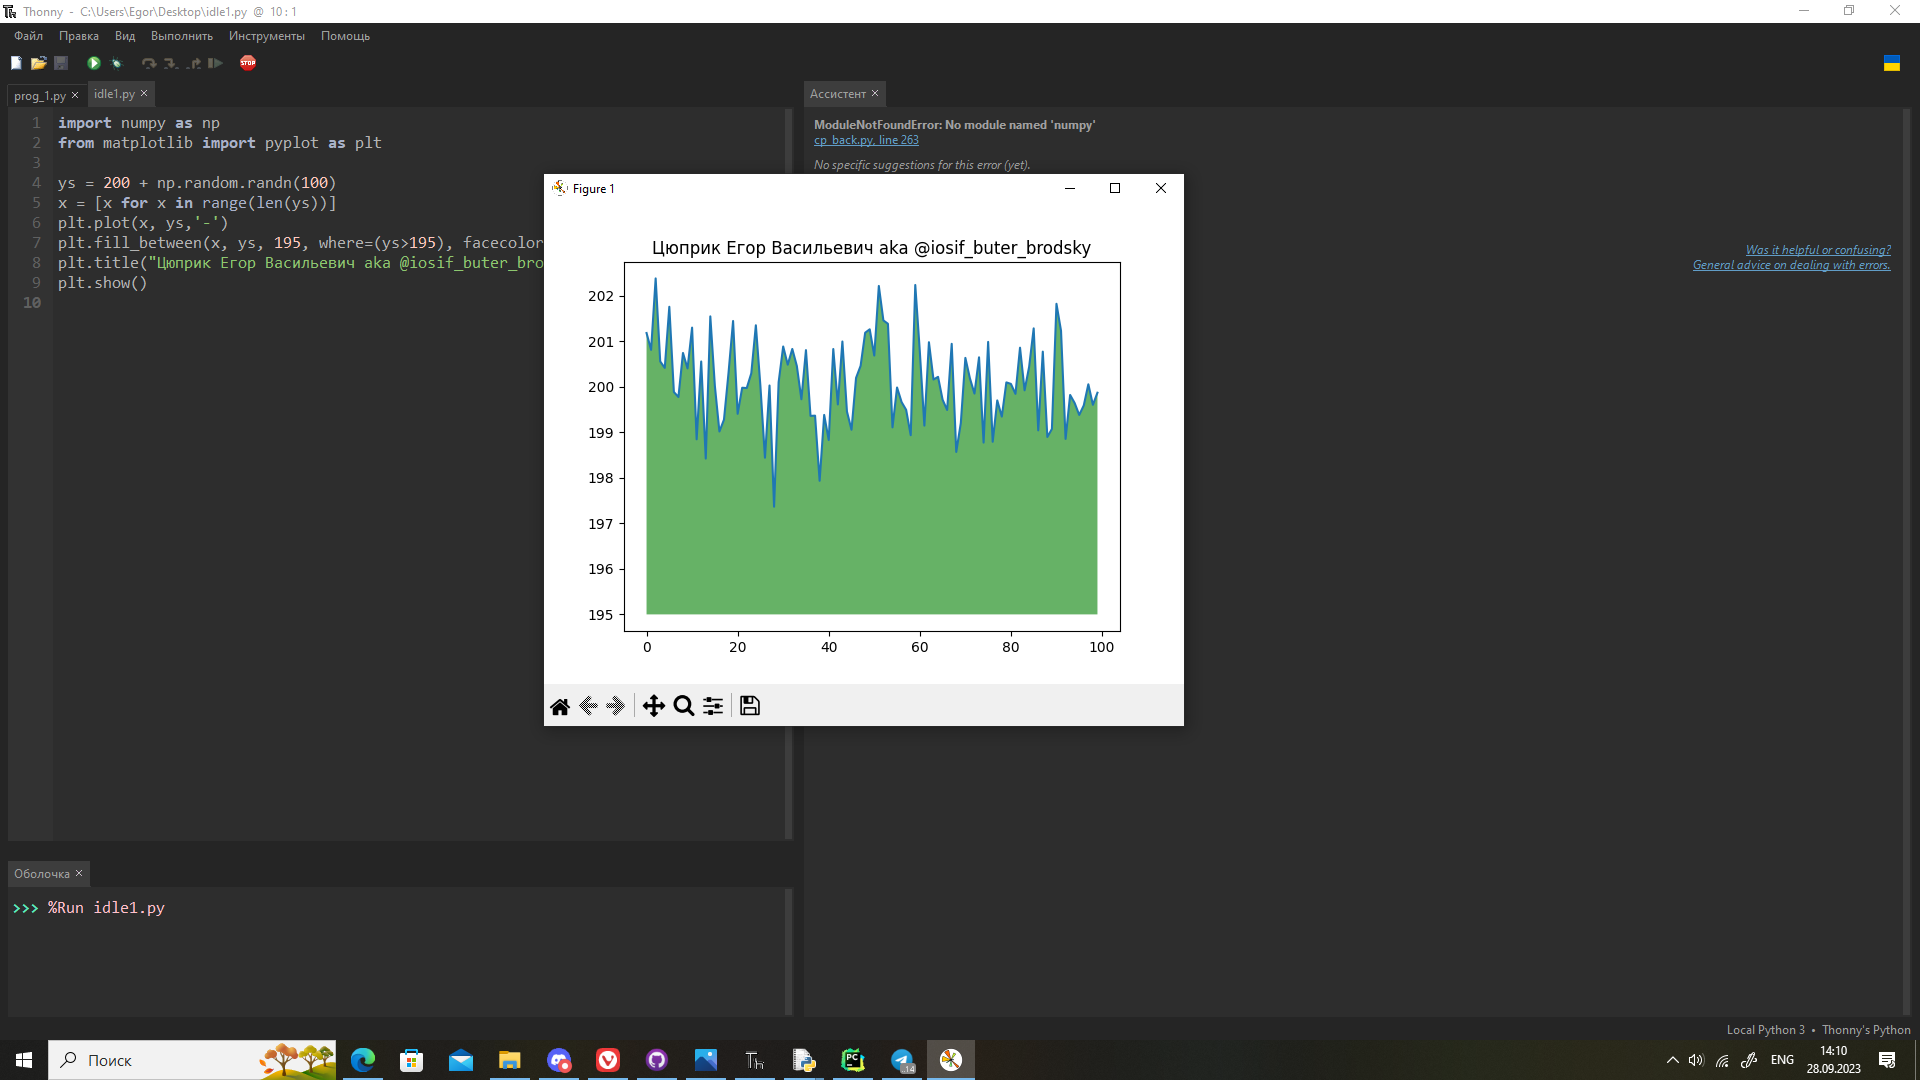 Thonny - C:\Users\Egor\Desktop\idle1.py @ 10 : 1
Файл Правка Вид Выполнить Инструменты Помощь
STOP
prog_1.py × idle1.py ×
1 import numpy as np
2 from matplotlib import pyplot as plt
3
4 ys = 200 + np.random.randn(100)
5 x = [x for x in range(len(ys))]
6 plt.plot(x, ys,'-')
7 plt.fill_between(x, ys, 195, where=(ys>195), facecolor
8 plt.title("Цюприк Егор Васильевич aka @iosif_buter_bro
9 plt.show()
10
Ассистент ×
ModuleNotFoundError: No module named 'numpy'
cp_back.py, line 263
No specific suggestions for this error (yet).
Was it helpful or confusing?
General advice on dealing with errors.
Figure 1
Цюприк Егор Васильевич aka @iosif_buter_brodsky
202
201
200
199
198
197
196
195
0 20 40 60 80 100
Оболочка ×
>>> %Run idle1.py
Local Python 3 • Thonny's Python
Поиск
PC
14
ENG
14:10
28.09.2023